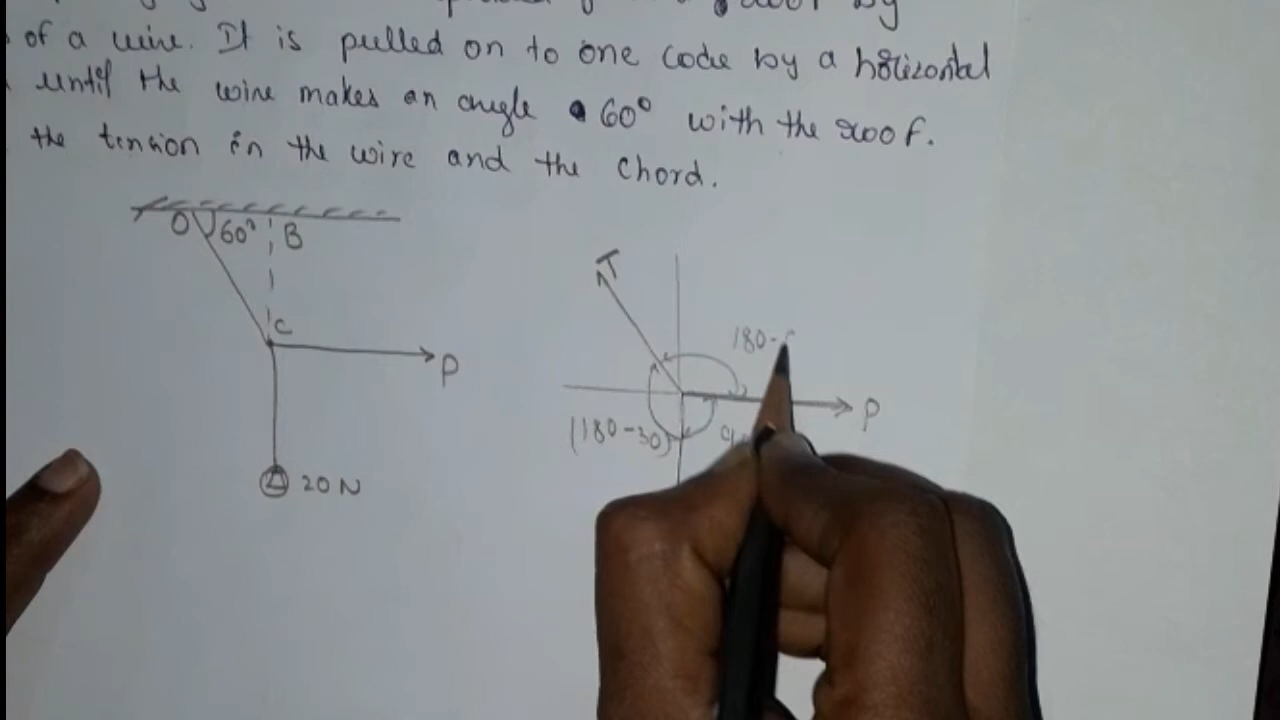 by
of a wire. It is pulled on to one code by a horizontal
until the wire makes an angle 60° with the roof.
the tension in the wire and the chord.
O 60° B
C
P
20 N
T
180-
P
(180-30)